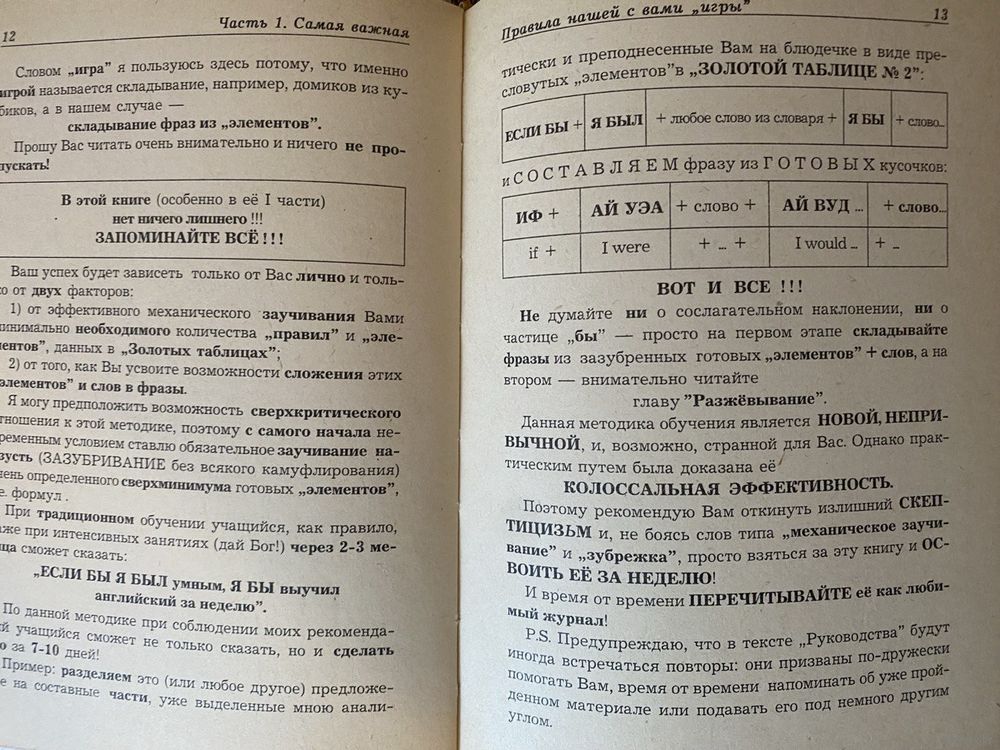 12
Часть 1. Самая важная
Словом „игра” я пользуюсь здесь потому, что именно
игрой называется складывание, например, домиков из ку-
биков, а в нашем случае —
складывание фраз из „элементов”.
Прошу Вас читать очень внимательно и ничего не про-
пускать!
В этой книге (особенно в её I части)
нет ничего лишнего !!!
ЗАПОМИНАЙТЕ ВСЁ ! ! !
Ваш успех будет зависеть только от Вас лично и толь-
ко от двух факторов:
1) от эффективного механического заучивания Вами
минимально необходимого количества „правил” и „эле-
ментов”, данных в „Золотых таблицах”;
2) от того, как Вы усвоите возможности сложения этих
„элементов” и слов в фразы.
Я могу предположить возможность сверхкритического
отношения к этой методике, поэтому с самого начала не-
пременным условием ставлю обязательное заучивание на-
изусть (ЗАЗУБРИВАНИЕ без всякого камуфлирования)
очень определенного сверхминимума готовых „элементов”,
т.е. формул .
При традиционном обучении учащийся, как правило,
даже при интенсивных занятиях (дай Бог!) через 2-3 ме-
сяца сможет сказать:
„ЕСЛИ БЫ Я БЫЛ умным, Я БЫ выучил
английский за неделю”.
По данной методике при соблюдении моих рекоменда-
ций учащийся сможет не только сказать, но и сделать
это за 7-10 дней!
Пример: разделяем это (или любое другое) предложе-
ние на составные части, уже выделенные мною анали-
Правила нашей с вами „игры”
13
тически и преподнесенные Вам на блюдечке в виде пре-
словутых „элементов”в „ЗОЛОТОЙ ТАБЛИЦЕ № 2”:
ЕСЛИ БЫ + Я БЫЛ + любое слово из словаря + Я БЫ + слово...
и С О С Т А В Л Я Е М фразу из Г О Т О В Ы Х кусочков:
ИФ + АЙ УЭА + слово + АЙ ВУД ... + слово...
if + I were + ... + I would ... + ...
ВОТ И ВСЕ !!!
Не думайте ни о сослагательном наклонении, ни о
частице „бы” — просто на первом этапе складывайте
фразы из зазубренных готовых „элементов” + слов, а на
втором — внимательно читайте
главу ”Разжёвывание”.
Данная методика обучения является НОВОЙ, НЕПРИ-
ВЫЧНОЙ, и, возможно, странной для Вас. Однако прак-
тическим путем была доказана её
КОЛОССАЛЬНАЯ ЭФФЕКТИВНОСТЬ.
Поэтому рекомендую Вам откинуть излишний СКЕП-
ТИЦИЗЬМ и, не боясь слов типа „механическое заучи-
вание” и „зубрежка”, просто взяться за эту книгу и ОС-
ВОИТЬ ЕЁ ЗА НЕДЕЛЮ!
И время от времени ПЕРЕЧИТЫВАЙТЕ её как люби-
мый журнал!
P.S. Предупреждаю, что в тексте „Руководства” будут
иногда встречаться повторы: они призваны по-дружески
помогать Вам, время от времени напоминать об уже прой-
денном материале или подавать его под немного другим
углом.